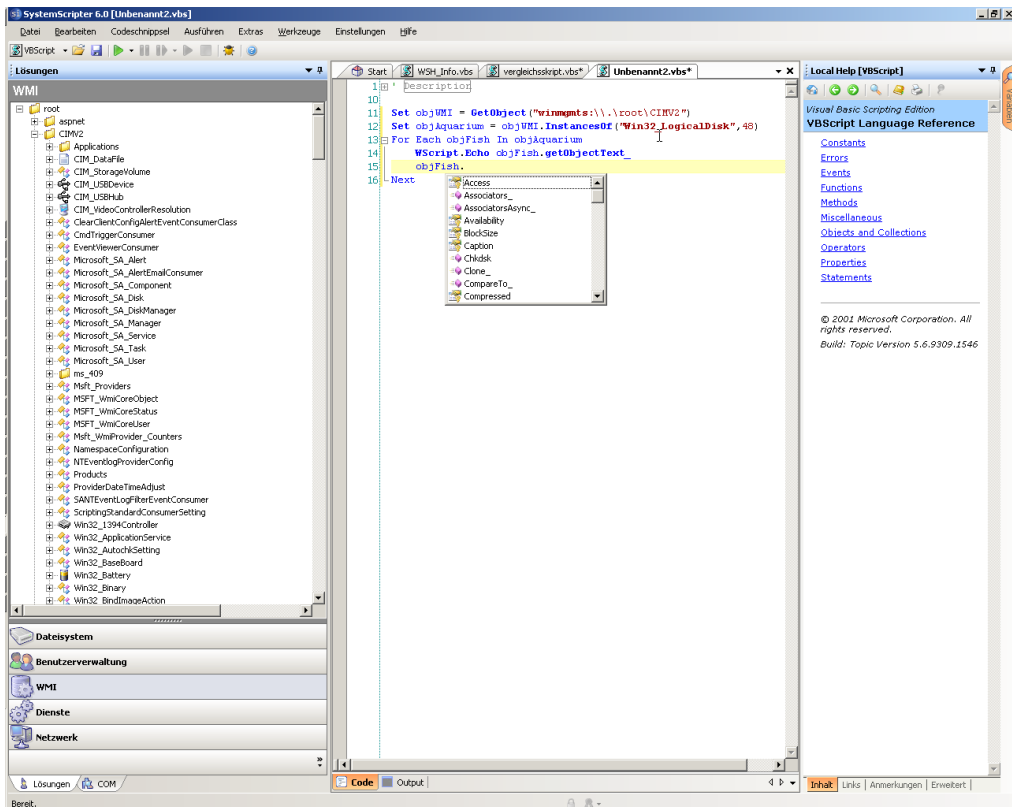 SystemScripter 6.0 [Unbenannt2.vbs]
Datei Bearbeiten Codeschnippsel Ausführen Extras Werkzeuge Einstellungen Hilfe
VBScript
Lösungen
WMI
root
aspnet
CIMV2
Applications
CIM_DataFile
CIM_StorageVolume
CIM_USBDevice
CIM_USBHub
CIM_VideoControllerResolution
ClearClientConfigAlertEventConsumerClass
CmdTriggerConsumer
EventViewerConsumer
Microsoft_SA_Alert
Microsoft_SA_AlertEmailConsumer
Microsoft_SA_Component
Microsoft_SA_Disk
Microsoft_SA_DiskManager
Microsoft_SA_Manager
Microsoft_SA_Service
Microsoft_SA_Task
Microsoft_SA_User
ms_409
Msft_Providers
MSFT_WmiCoreObject
MSFT_WmiCoreStatus
MSFT_WmiCoreUser
Msft_WmiProvider_Counters
NamespaceConfiguration
NTEventlogProviderConfig
Products
ProviderDateTimeAdjust
SANTEventLogFilterEventConsumer
ScriptingStandardConsumerSetting
Win32_1394Controller
Win32_ApplicationService
Win32_AutochkSetting
Win32_BaseBoard
Win32_Battery
Win32_Binary
Win32_BindImageAction
Dateisystem
Benutzerverwaltung
WMI
Dienste
Netzwerk
Lösungen COM
Bereit.
Start WSH_Info.vbs vergleichsskript.vbs* Unbenannt2.vbs*
1 ' Description
10
11 Set objWMI = GetObject("winmgmts:\\.\root\CIMV2")
12 Set objAquarium = objWMI.InstancesOf("Win32_LogicalDisk",48)
13 For Each objFish In objAquarium
14 WScript.Echo objFish.getObjectText_
15 objFish.
16 Next
Access
Associators_
AssociatorsAsync_
Availability
BlockSize
Caption
Chkdsk
Clone_
CompareTo_
Compressed
Code Output
Local Help [VBScript]
Visual Basic Scripting Edition
VBScript Language Reference
Constants
Errors
Events
Functions
Methods
Miscellaneous
Objects and Collections
Operators
Properties
Statements
© 2001 Microsoft Corporation. All
rights reserved.
Build: Topic Version 5.6.9309.1546
Inhalt Links Anmerkungen Erweitert
Variablen